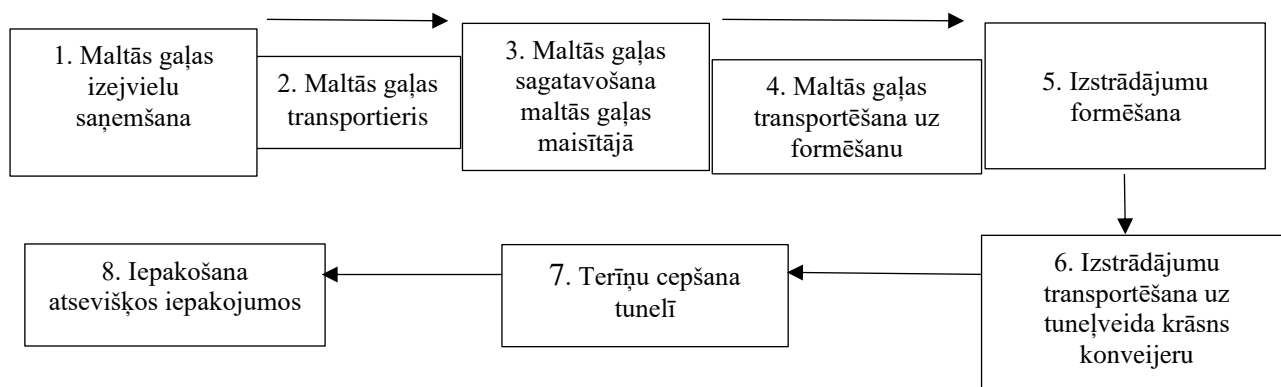 1. Maltās gaļas
izejvielu
saņemšana
2. Maltās gaļas
transportieris
3. Maltās gaļas
sagatavošana
maltās gaļas
maisītājā
4. Maltās gaļas
transportēšana uz
formēšanu
5. Izstrādājumu
formēšana
6. Izstrādājumu
transportēšana uz
tuneļveida krāsns
konveijeru
7. Terīņu cepšana
tunelī
8. Iepakošana
atsevišķos iepakojumos